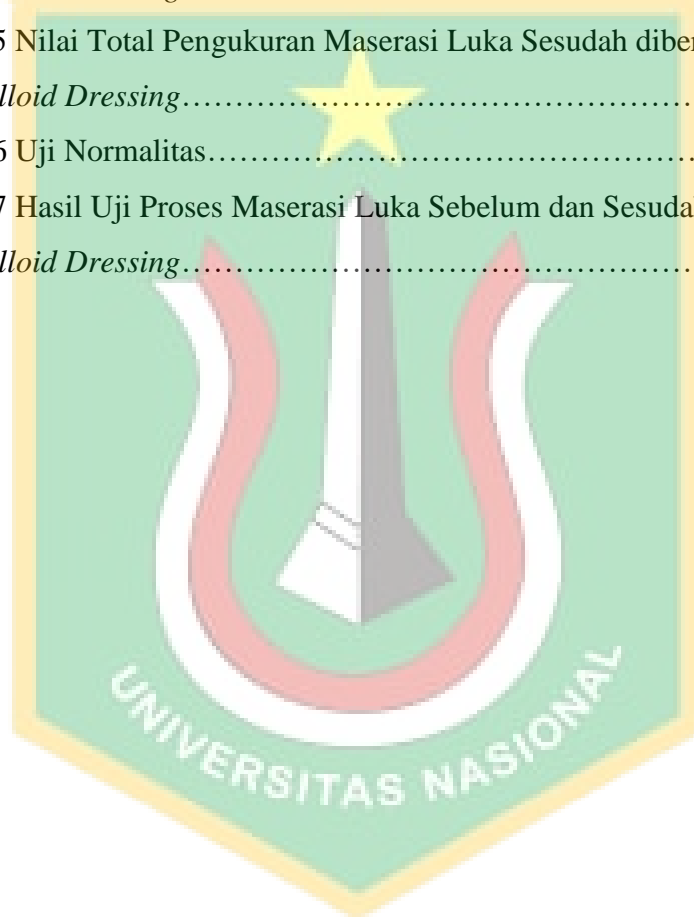 5 Nilai Total Pengukuran Maserasi Luka Sesudah diber
lloid Dressing……………………………………………
6 Uji Normalitas……………………………………………
7 Hasil Uji Proses Maserasi Luka Sebelum dan Sesuda
lloid Dressing……………………………………………
UNIVERSITAS NASIONAL